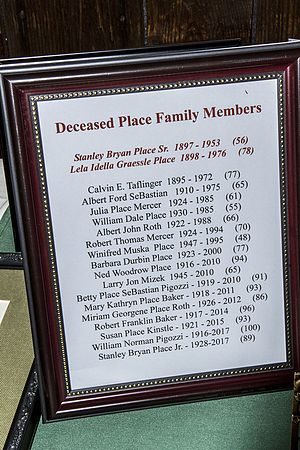 Deceased Place Family Members
Stanley Bryan Place Sr. 1897 - 1953 (56)
Lela Idella Graessle Place 1898 - 1976 (78)
Calvin E. Taflinger 1895 - 1972 (77)
Albert Ford SeBastian 1910 - 1975 (65)
Julia Place Mercer 1924 - 1985 (61)
William Dale Place 1930 - 1985 (55)
Albert John Roth 1922 - 1988 (66)
Robert Thomas Mercer 1924 - 1994 (70)
Winifred Muska Place 1947 - 1995 (48)
Barbara Durbin Place 1923 - 2000 (77)
Ned Woodrow Place 1916 - 2010 (94)
Larry Jon Mizek 1945 - 2010 (65)
Betty Place SeBastian Pigozzi - 1919 - 2010 (91)
Mary Kathryn Place Baker - 1918 - 2011 (93)
Miriam Georgene Place Roth - 1926 - 2012 (86)
Robert Franklin Baker - 1917 - 2014 (96)
Susan Place Kinstle - 1921 - 2015 (93)
William Norman Pigozzi - 1916-2017 (100)
Stanley Bryan Place Jr. - 1928-2017 (89)